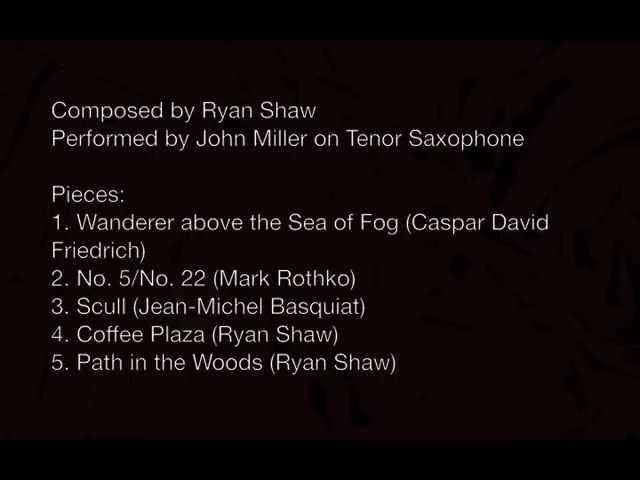 Composed by Ryan Shaw
Performed by John Miller on Tenor Saxophone
Pieces:
1. Wanderer above the Sea of Fog (Caspar David
Friedrich)
2. No. 5/No. 22 (Mark Rothko)
3. Scull (Jean-Michel Basquiat)
4. Coffee Plaza (Ryan Shaw)
5. Path in the Woods (Ryan Shaw)